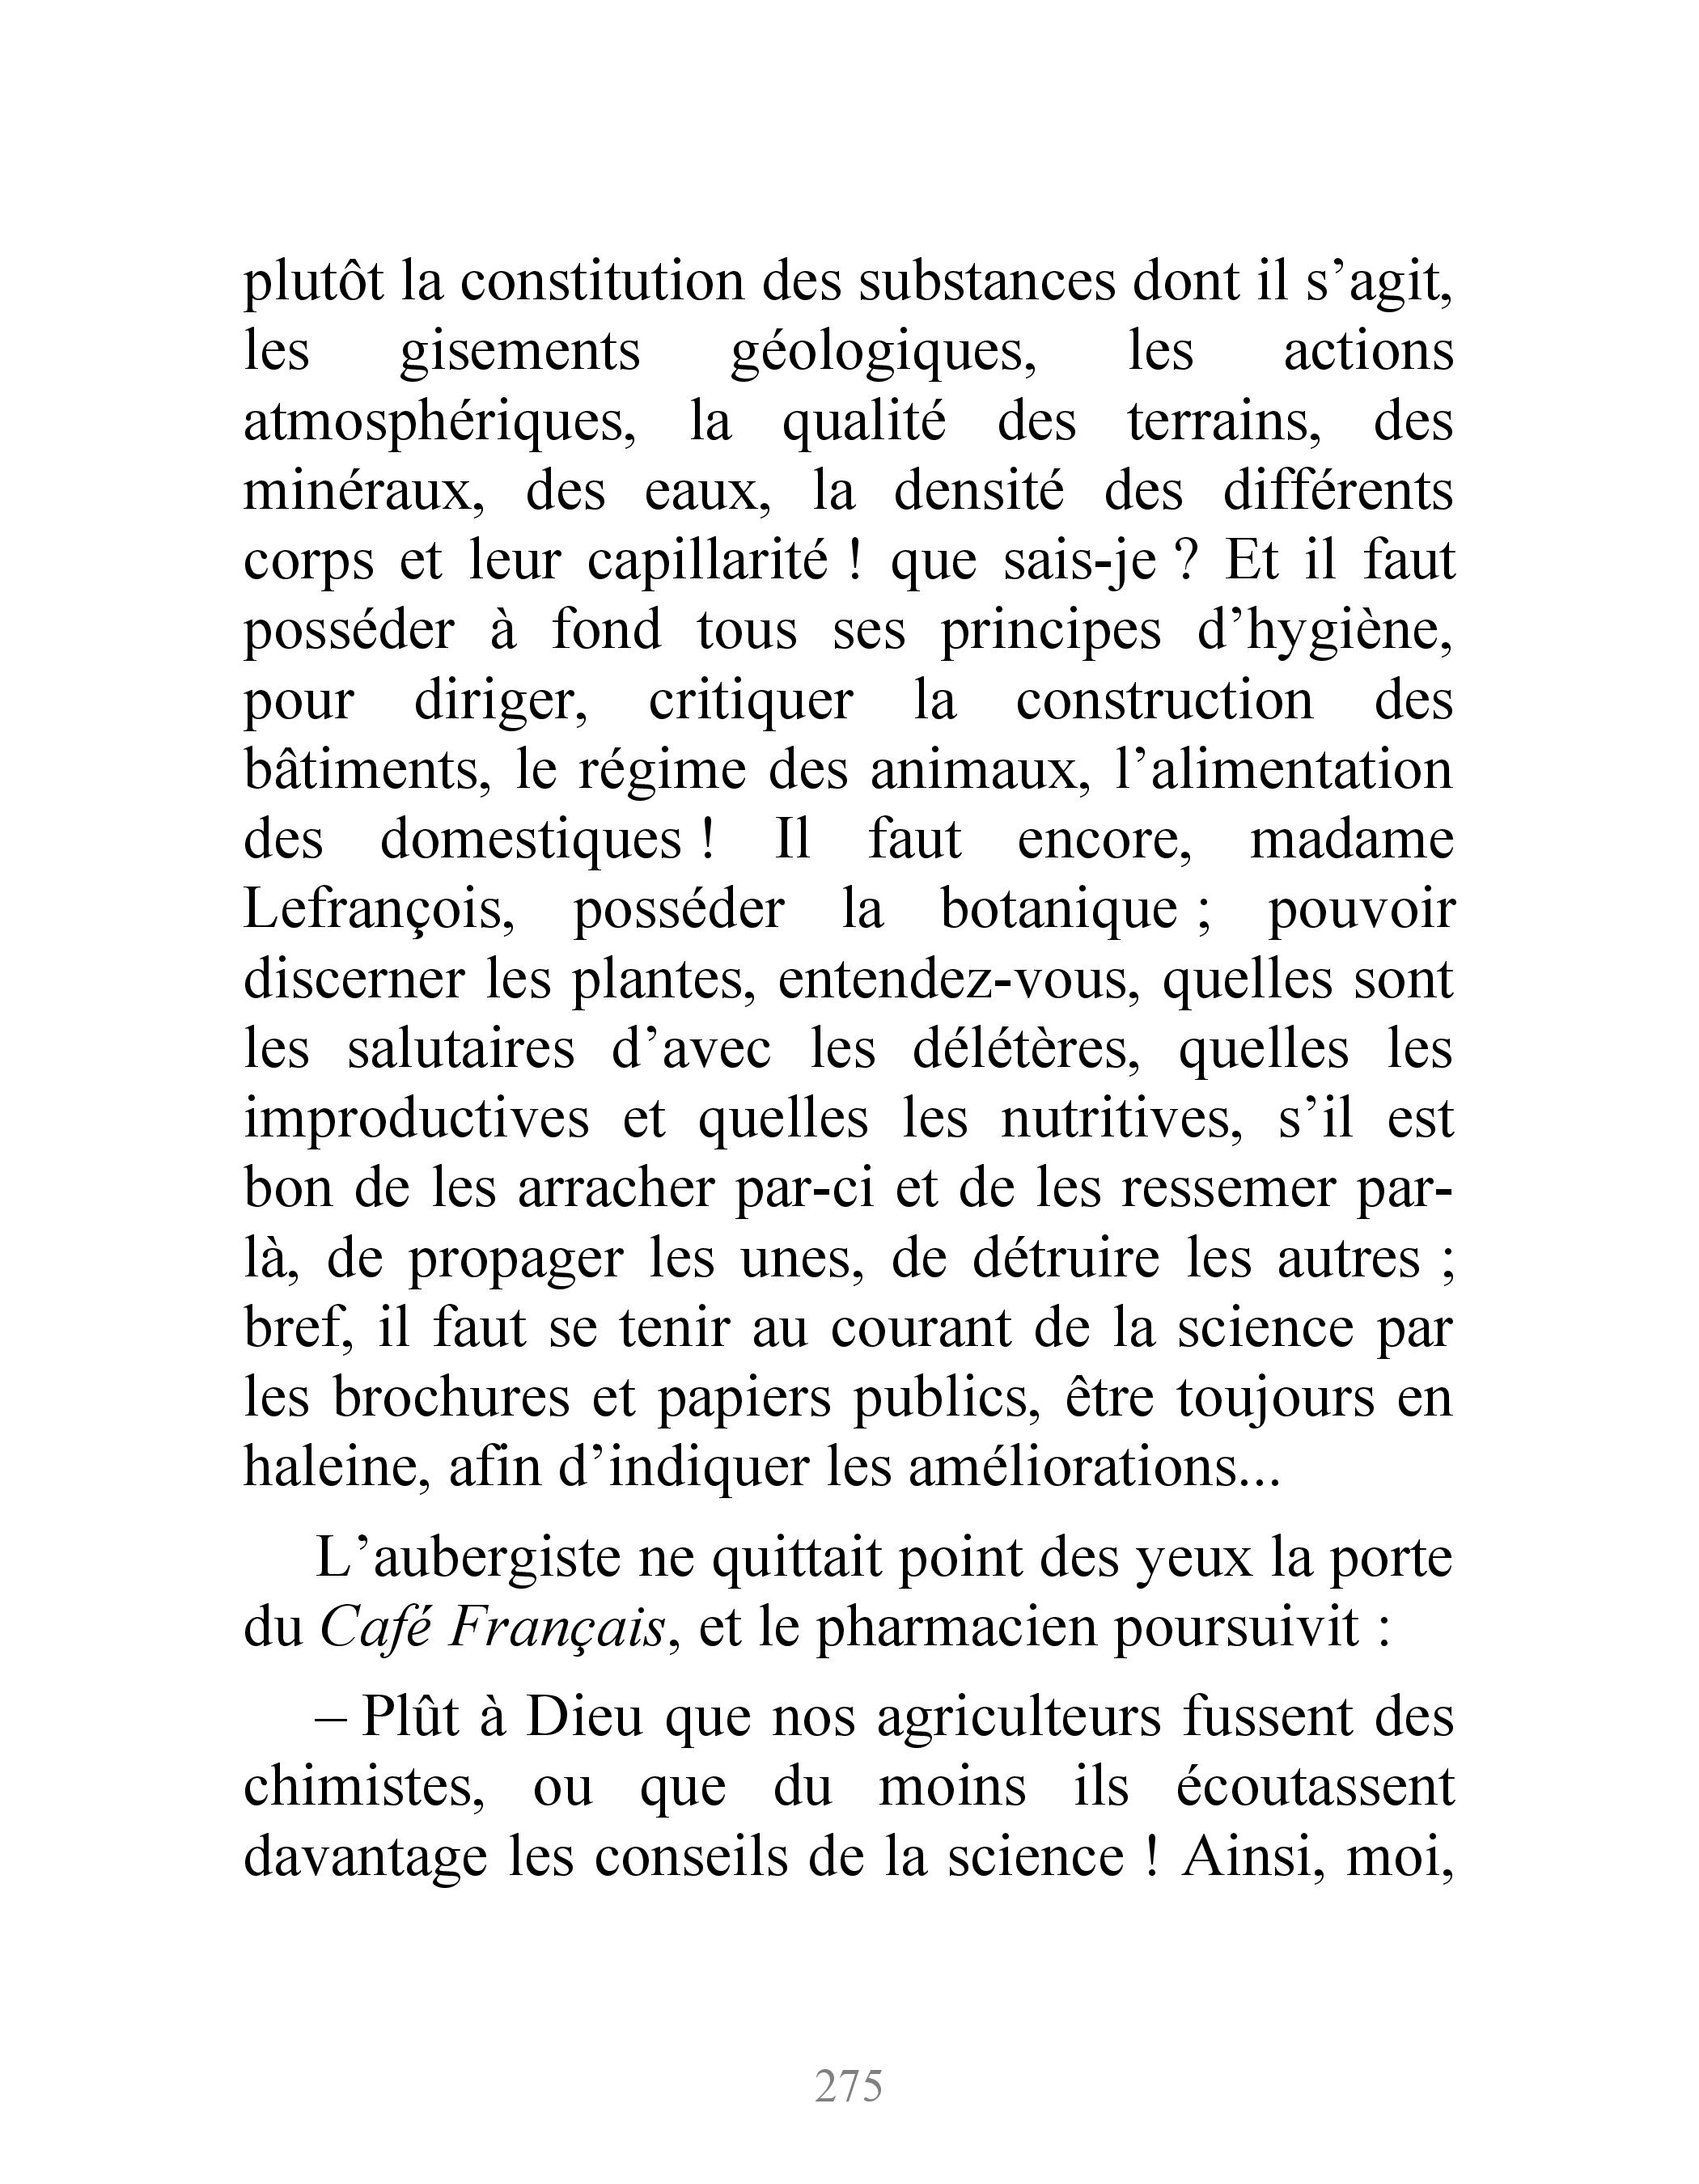 plutôt la constitution des substances dont il s’agit,
les gisements géologiques, les actions
atmosphériques, la qualité des terrains, des
minéraux, des eaux, la densité des différents
corps et leur capillarité ! que sais-je ? Et il faut
posséder à fond tous ses principes d’hygiène,
pour diriger, critiquer la construction des
bâtiments, le régime des animaux, l’alimentation
des domestiques ! Il faut encore, madame
Lefrançois, posséder la botanique ; pouvoir
discerner les plantes, entendez-vous, quelles sont
les salutaires d’avec les délétères, quelles les
improductives et quelles les nutritives, s’il est
bon de les arracher par-ci et de les ressemer par-
là, de propager les unes, de détruire les autres ;
bref, il faut se tenir au courant de la science par
les brochures et papiers publics, être toujours en
haleine, afin d’indiquer les améliorations...
L’aubergiste ne quittait point des yeux la porte
du Café Français, et le pharmacien poursuivit :
– Plût à Dieu que nos agriculteurs fussent des
chimistes, ou que du moins ils écoutassent
davantage les conseils de la science ! Ainsi, moi,
275